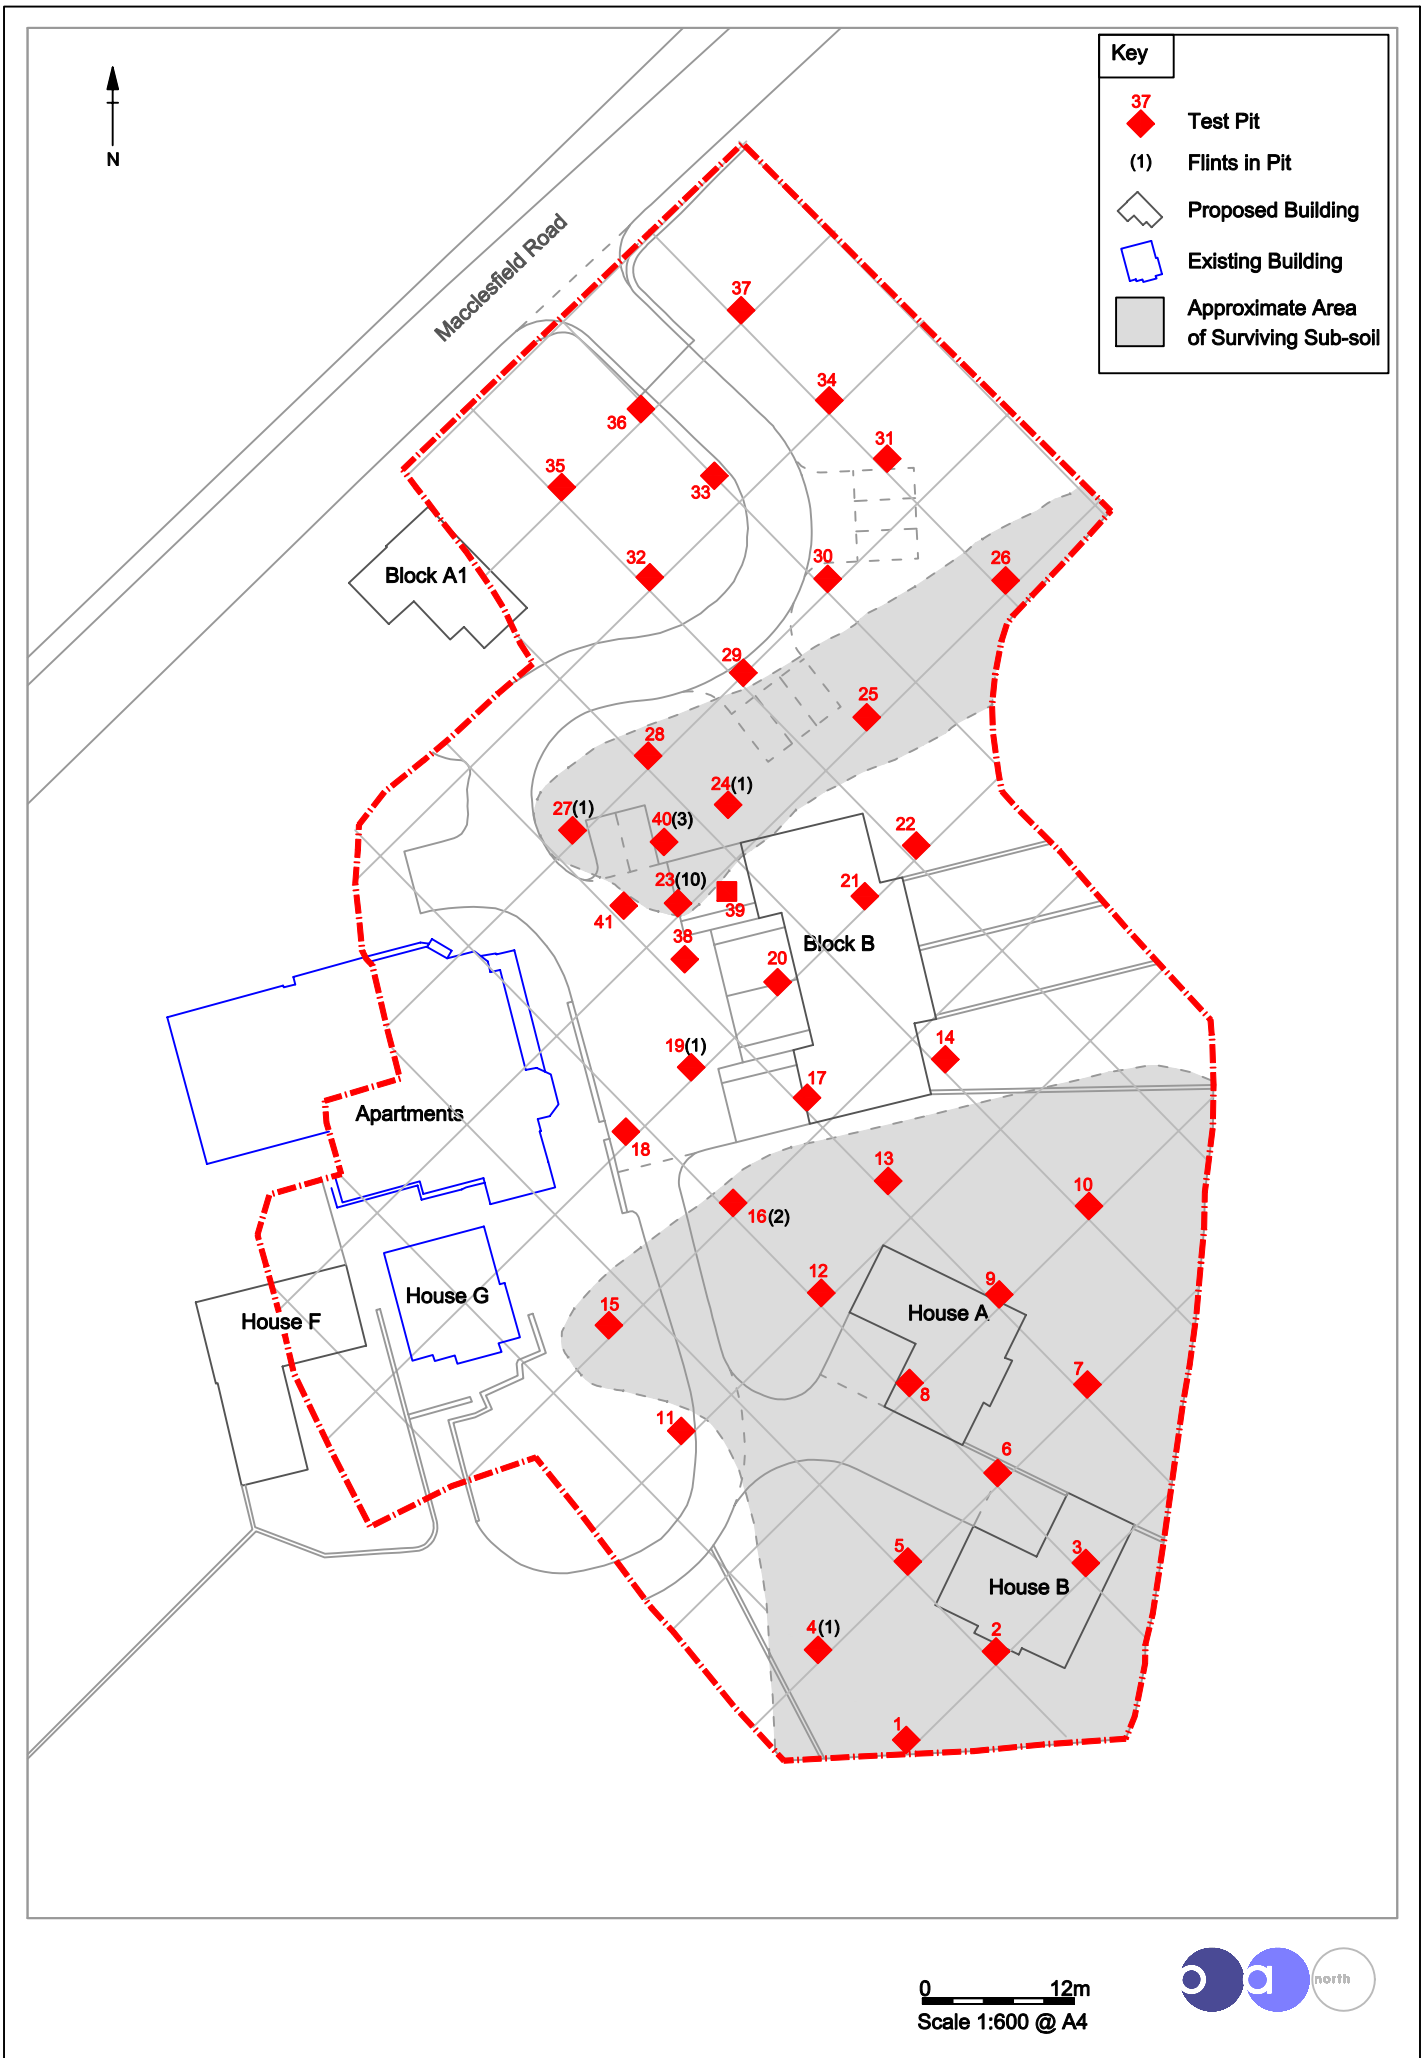 Key
37
Test Pit
(1)
Flints in Pit
Proposed Building
Existing Building
Approximate Area
of Surviving Sub-soil
N
Macclesfield Road
37
34
36
31
35
33
32
30
26
Block A1
29
25
28
24(1)
27(1)
40(3)
22
23(10)
21
39
41
Block B
38
20
19(1)
14
17
Apartments
18
13
10
16(2)
12
9
House G
House A
15
House F
7
8
11
6
5
3
House B
4(1)
2
1
0 12m
Scale 1:600 @ A4
oa north